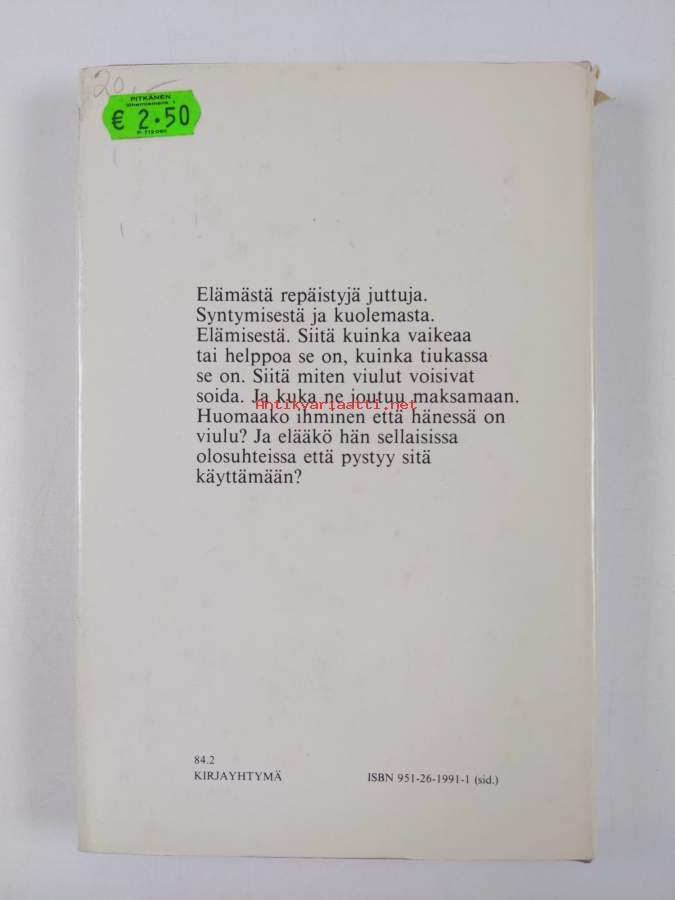 20,-
PITKÄNEN
€ 2.50
Elämästä repäistyjä juttuja.
Syntymisestä ja kuolemasta.
Elämisestä. Siitä kuinka vaikeaa
tai helppoa se on, kuinka tiukassa
se on. Siitä miten viulut voisivat
soida. Ja kuka ne joutuu maksamaan.
Antikvariaatti.net
Huomaako ihminen että hänessä on
viulu? Ja elääkö hän sellaisissa
olosuhteissa että pystyy sitä
käyttämään?
84.2
KIRJAYHTYMÄ
ISBN 951-26-1991-1 (sid.)